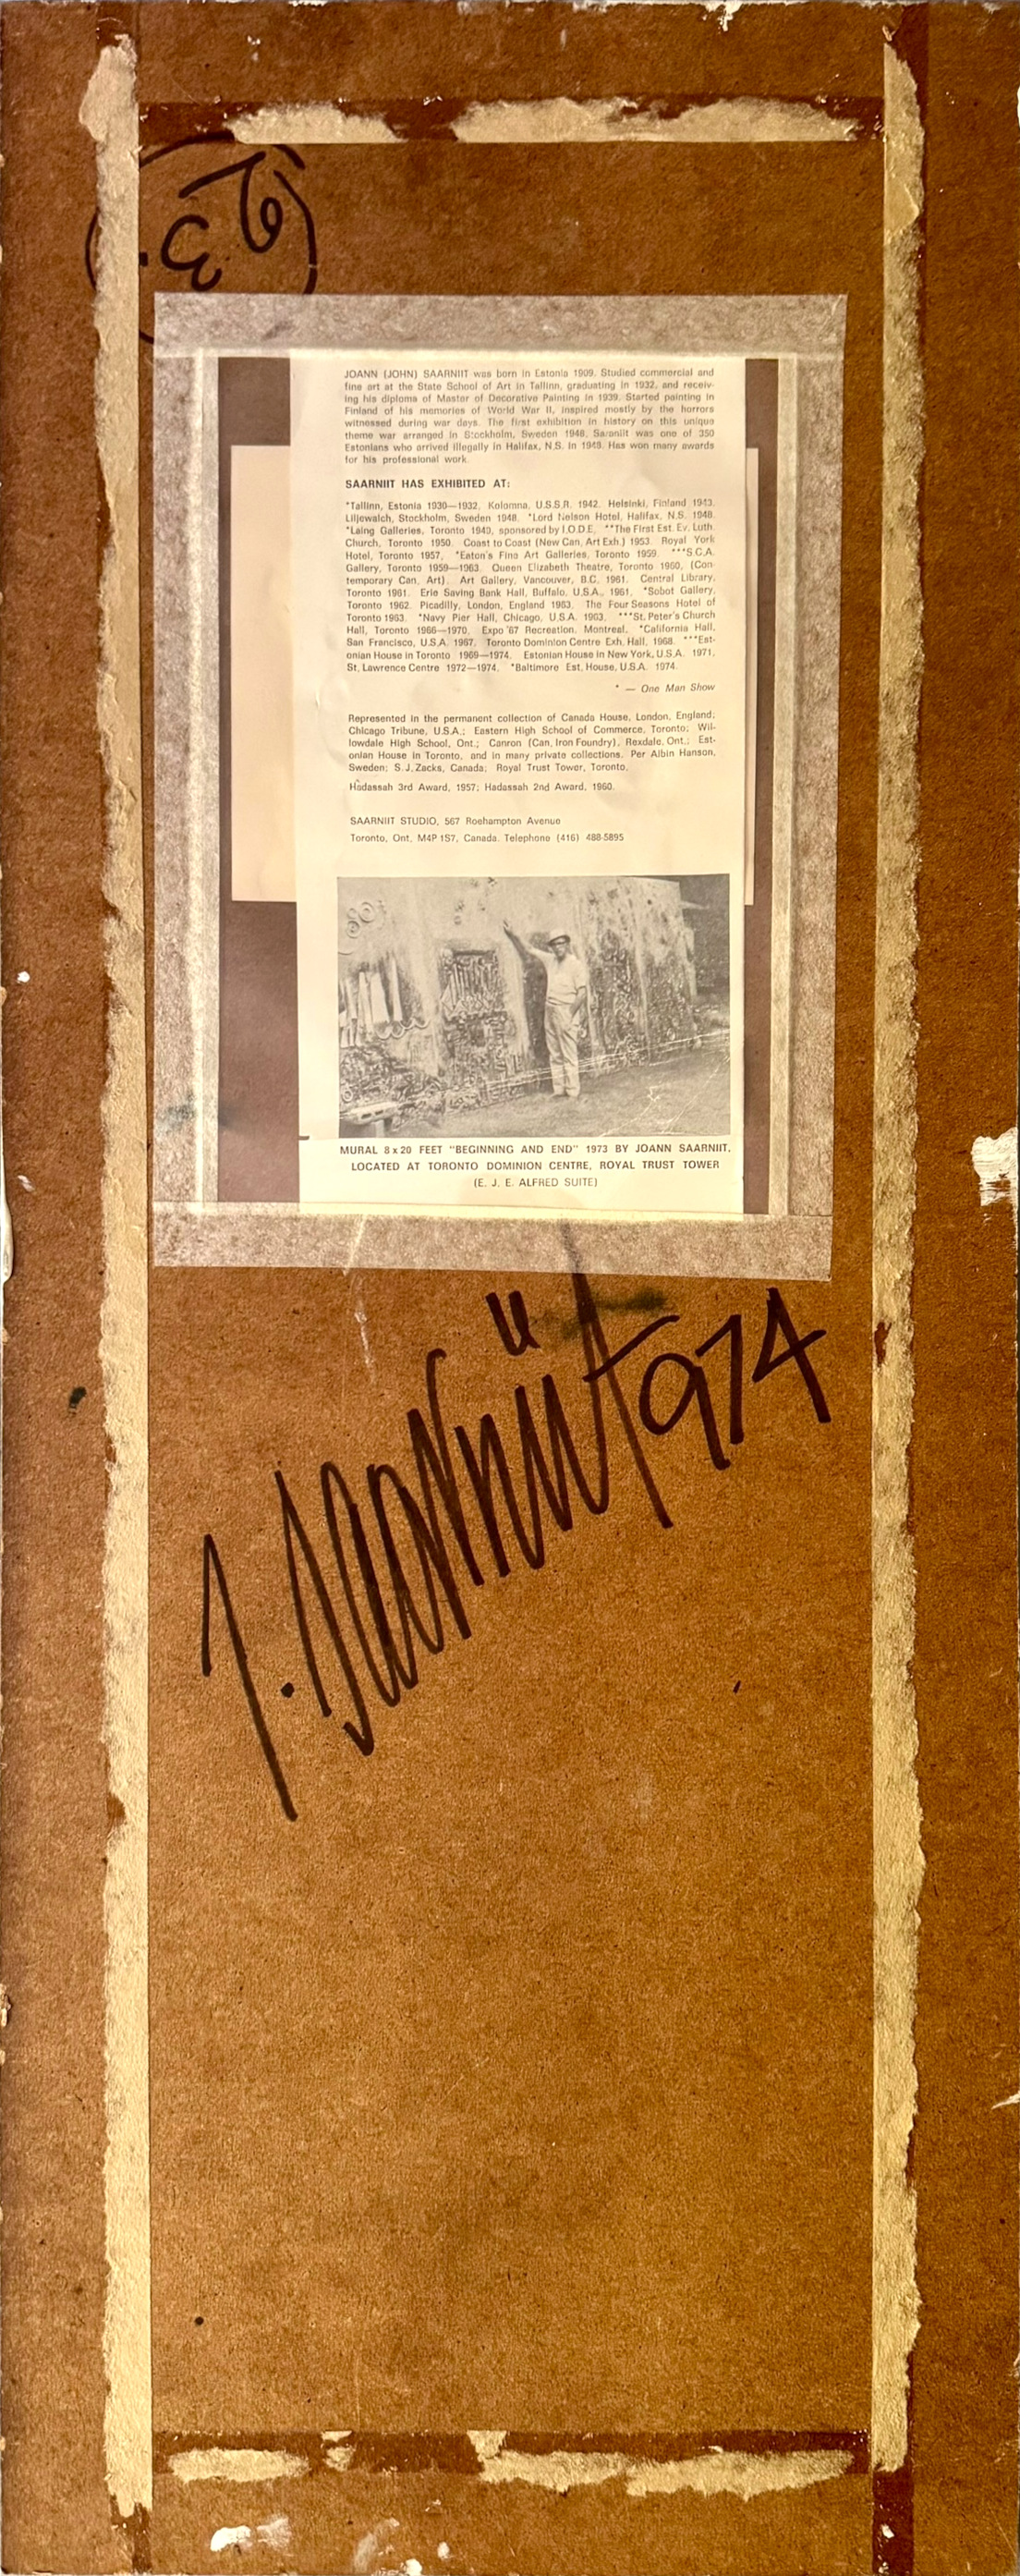 JOANN (JOHN) SAARNIIT was born in Estonia 1909. Studied commercial and
fine art at the State School of Art in Tallinn, graduating in 1932, and receiv-
ing his diploma of Master of Decorative Painting in 1939. Started painting in
Finland of his memories of World War II, inspired mostly by the horrors
witnessed during war days. The first exhibition in history on this unique
theme was arranged in Stockholm, Sweden 1948. Saraniit was one of 350
Estonians who arrived illegally in Halifax, N.S. in 1948. Has won many awards
for his professional work.
SAARNIIT HAS EXHIBITED AT:
*Tallinn, Estonia 1930—1932. Kolomna, U.S.S.R. 1942. Helsinki, Finland 1943.
Liljewalch, Stockholm, Sweden 1948. *Lord Nelson Hotel, Halifax, N.S. 1948.
*Laing Galleries, Toronto 1949, sponsored by I.O.D.E. **The First Est. Ev. Luth.
Church, Toronto 1950. Coast to Coast (New Can. Art Exh.) 1953. Royal York
Hotel, Toronto 1957. *Eaton's Fine Art Galleries, Toronto 1959. ***S.C.A.
Gallery, Toronto 1959—1963. Queen Elizabeth Theatre, Toronto 1960, (Con
temporary Can. Art). Art Gallery, Vancouver, B.C. 1961. Central Library,
Toronto 1961. Erie Saving Bank Hall, Buffalo, U.S.A. 1961. *Sobot Gallery,
Toronto 1962. Picadilly, London, England 1963. The Four Seasons Hotel of
Toronto 1963. *Navy Pier Hall, Chicago, U.S.A. 1963. ***St. Peter's Church
Hall, Toronto 1966—1970. Expo '67 Recreation, Montreal. *California Hall,
San Francisco, U.S.A. 1967. Toronto Dominion Centre Exh. Hall, 1968. ***Est-
onian House in Toronto 1969—1974. Estonian House in New York, U.S.A. 1971.
St. Lawrence Centre 1972—1974. *Baltimore Est. House, U.S.A. 1974.
* — One Man Show
Represented in the permanent collection of Canada House, London, England;
Chicago Tribune, U.S.A.; Eastern High School of Commerce, Toronto; Wil-
lowdale High School, Ont.; Canron (Can. Iron Foundry), Rexdale, Ont.; Est-
onian House in Toronto, and in many private collections. Per Albin Hanson,
Sweden; S.J. Zacks, Canada; Royal Trust Tower, Toronto.
Hadassah 3rd Award, 1957; Hadassah 2nd Award, 1960.
SAARNIIT STUDIO, 567 Roehampton Avenue
Toronto, Ont. M4P 1S7, Canada. Telephone (416) 488-5895
MURAL 8 x 20 FEET "BEGINNING AND END" 1973 BY JOANN SAARNIIT,
LOCATED AT TORONTO DOMINION CENTRE, ROYAL TRUST TOWER
(E. J. E. ALFRED SUITE)
J. Saarniit 1974